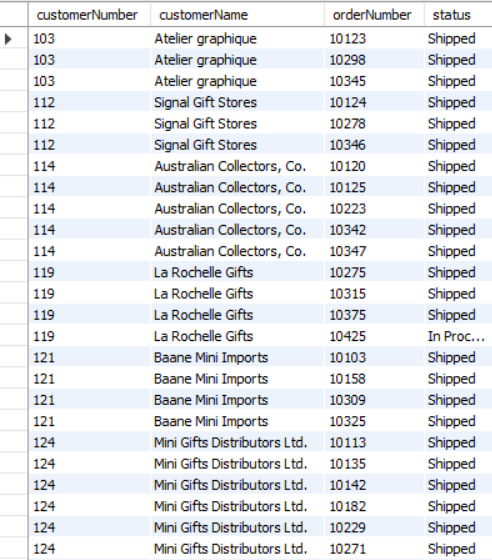 customerNumber customerName orderNumber status
103 Atelier graphique 10123 Shipped
103 Atelier graphique 10298 Shipped
103 Atelier graphique 10345 Shipped
112 Signal Gift Stores 10124 Shipped
112 Signal Gift Stores 10278 Shipped
112 Signal Gift Stores 10346 Shipped
114 Australian Collectors, Co. 10120 Shipped
114 Australian Collectors, Co. 10125 Shipped
114 Australian Collectors, Co. 10223 Shipped
114 Australian Collectors, Co. 10342 Shipped
114 Australian Collectors, Co. 10347 Shipped
119 La Rochelle Gifts 10275 Shipped
119 La Rochelle Gifts 10315 Shipped
119 La Rochelle Gifts 10375 Shipped
119 La Rochelle Gifts 10425 In Proc...
121 Baane Mini Imports 10103 Shipped
121 Baane Mini Imports 10158 Shipped
121 Baane Mini Imports 10309 Shipped
121 Baane Mini Imports 10325 Shipped
124 Mini Gifts Distributors Ltd. 10113 Shipped
124 Mini Gifts Distributors Ltd. 10135 Shipped
124 Mini Gifts Distributors Ltd. 10142 Shipped
124 Mini Gifts Distributors Ltd. 10182 Shipped
124 Mini Gifts Distributors Ltd. 10229 Shipped
124 Mini Gifts Distributors Ltd. 10271 Shipped